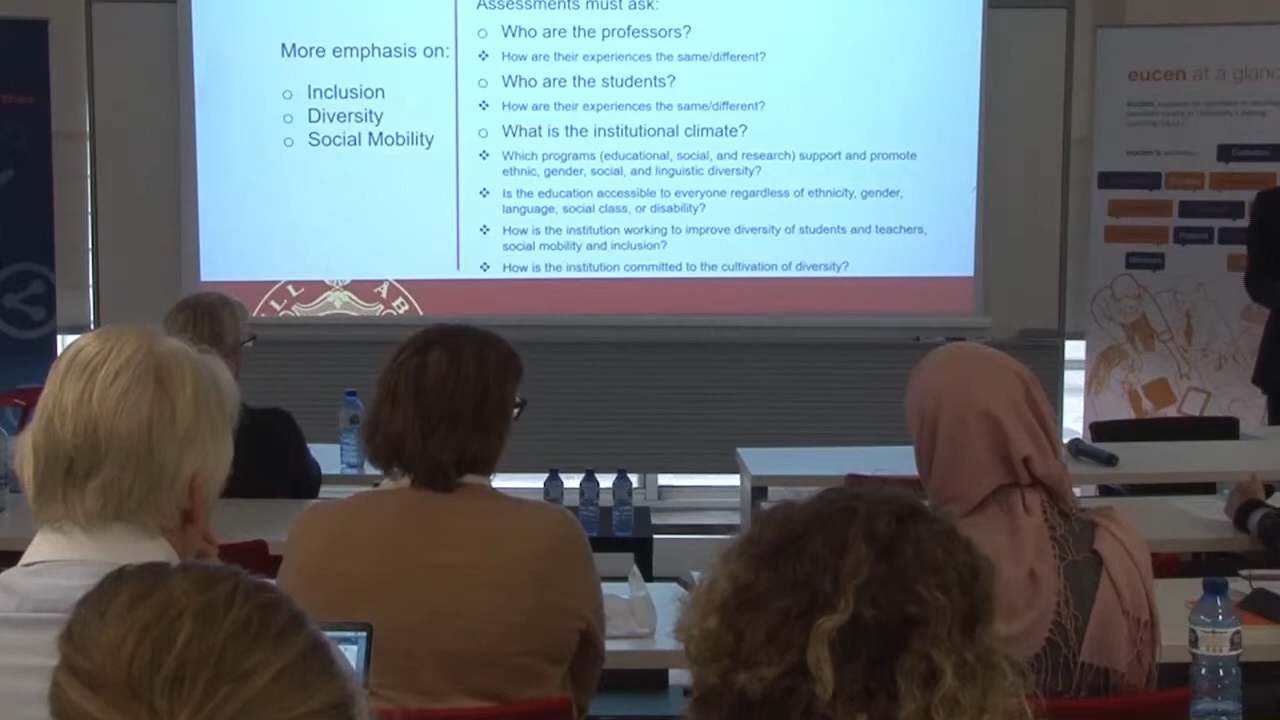 More emphasis on:
Inclusion
Diversity
Social Mobility
Assessments must ask:
Who are the professors?
How are their experiences the same/different?
Who are the students?
How are their experiences the same/different?
What is the institutional climate?
Which programs (educational, social, and research) support and promote
ethnic, gender, social, and linguistic diversity?
Is the education accessible to everyone regardless of ethnicity, gender,
language, social class, or disability?
How is the institution working to improve diversity of students and teachers,
social mobility and inclusion?
How is the institution committed to the cultivation of diversity?
LL AB
eucen at a glanc